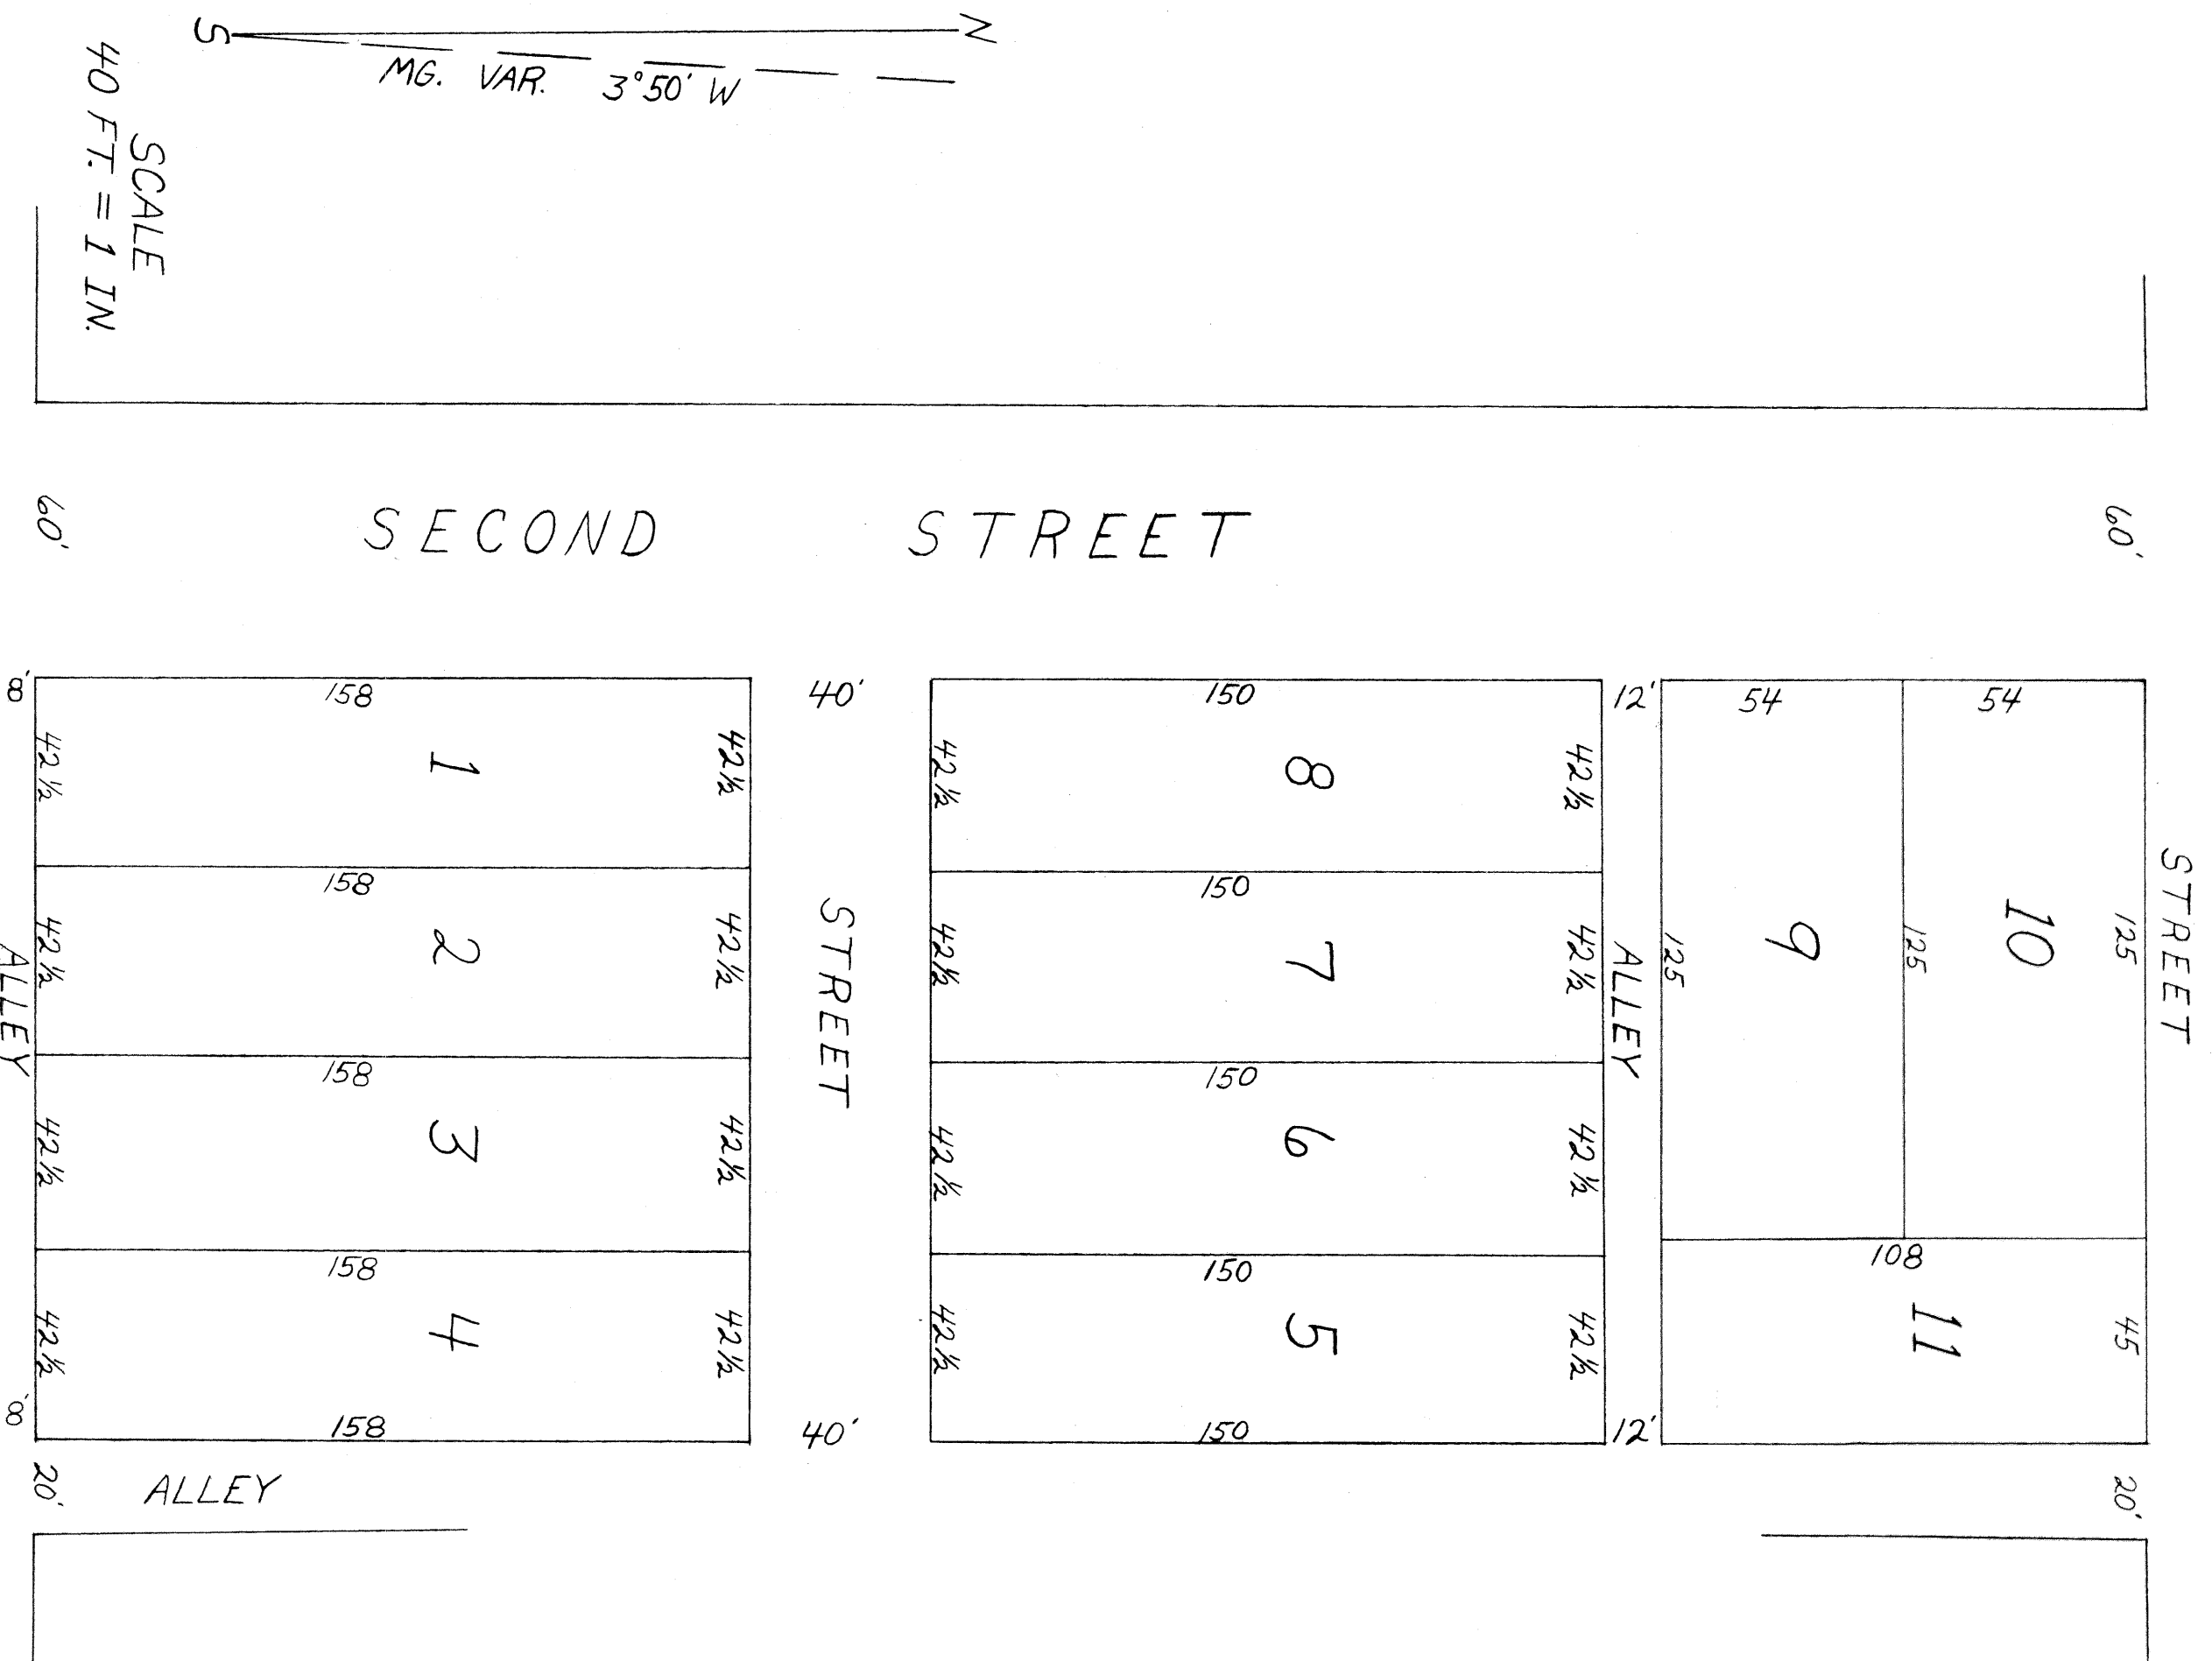 S N
MG. VAR. 3°50' W
SCALE
40 FT. = 1 IN.
60' SECOND STREET 60'
8' 158 40' 150 12' 54 54
42½ 1 42½ 42½ 8 42½
STREET
158 150
42½ 2 42½ 42½ 7 42½
125 9 125 10 125
ALLEY STREET ALLEY
158 150
42½ 3 42½ 42½ 6 42½
158 150 108
42½ 4 42½ 42½ 5 42½ 11 45
8' 158 40' 150 12'
20' ALLEY 20'